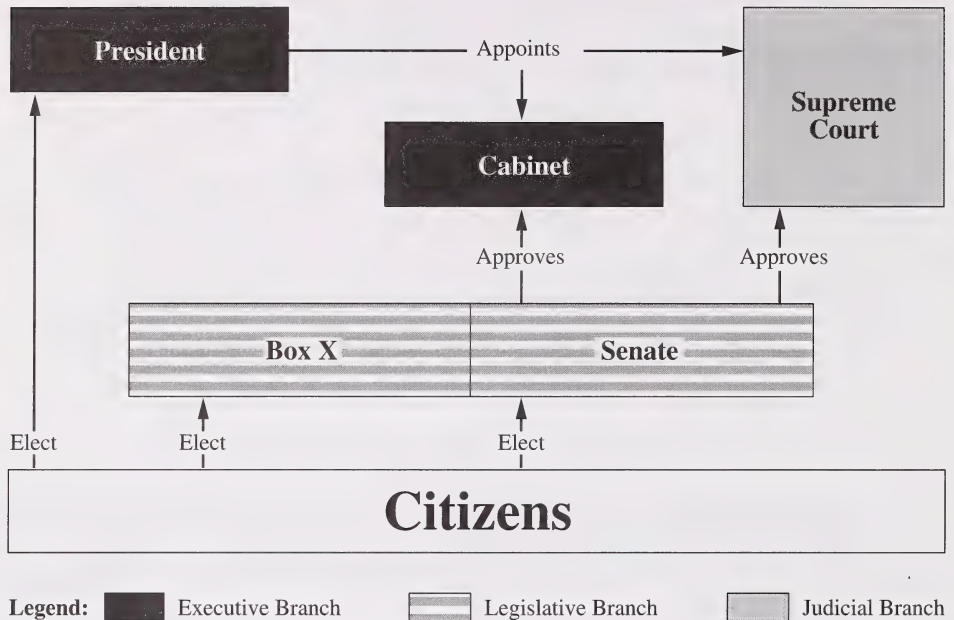 President
Appoints
Supreme
Court
Cabinet
Approves
Approves
Box X
Senate
Elect
Elect
Elect
Citizens
Legend: Executive Branch Legislative Branch Judicial Branch